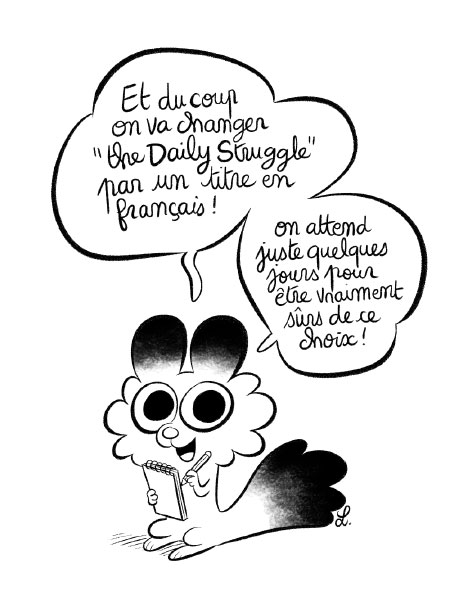 Et du coup
on va changer
"the Daily Struggle"
par un titre en
français !
on attend
juste quelques
jours pour
être vraiment
sûrs de ce
choix !
L.